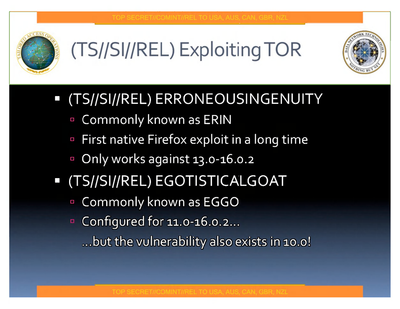 TOP SECRET//COMINT//REL TO USA, AUS, CAN, GBR, NZL
(TS//SI//REL) Exploiting TOR
(TS//SI//REL) ERRONEOUSINGENUITY
Commonly known as ERIN
First native Firefox exploit in a long time
Only works against 13.0-16.0.2
(TS//SI//REL) EGOTISTICALGOAT
Commonly known as EGGO
Configured for 11.0-16.0.2...
...but the vulnerability also exists in 10.0!
TOP SECRET//COMINT//REL TO USA, AUS, CAN, GBR, NZL